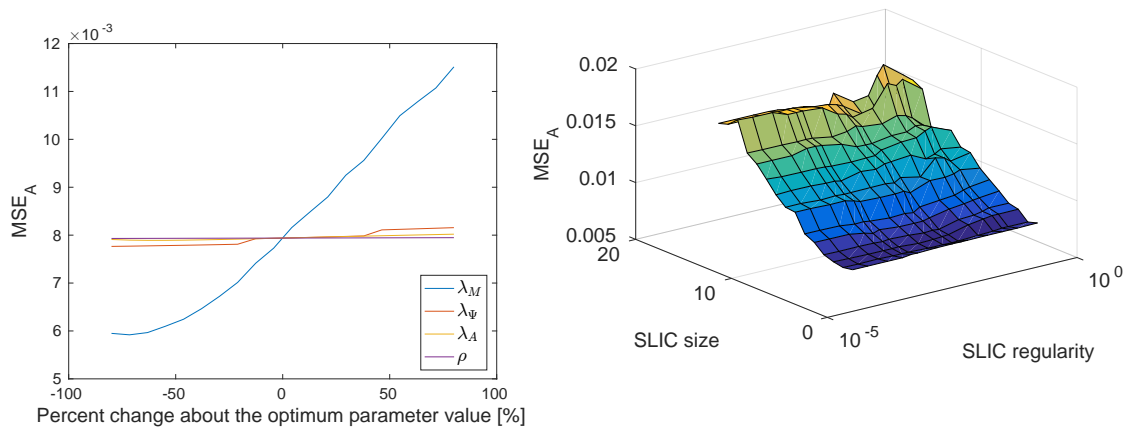 ×10⁻³
12
11
10
9
8
7
6
5
-100
-50
0
50
100
MSE_A
Percent change about the optimum parameter value [%]
λ_M
λ_Ψ
λ_A
ρ
0.02
0.015
0.01
0.005
MSE_A
20
10
0
SLIC size
10⁻⁵
10⁰
SLIC regularity